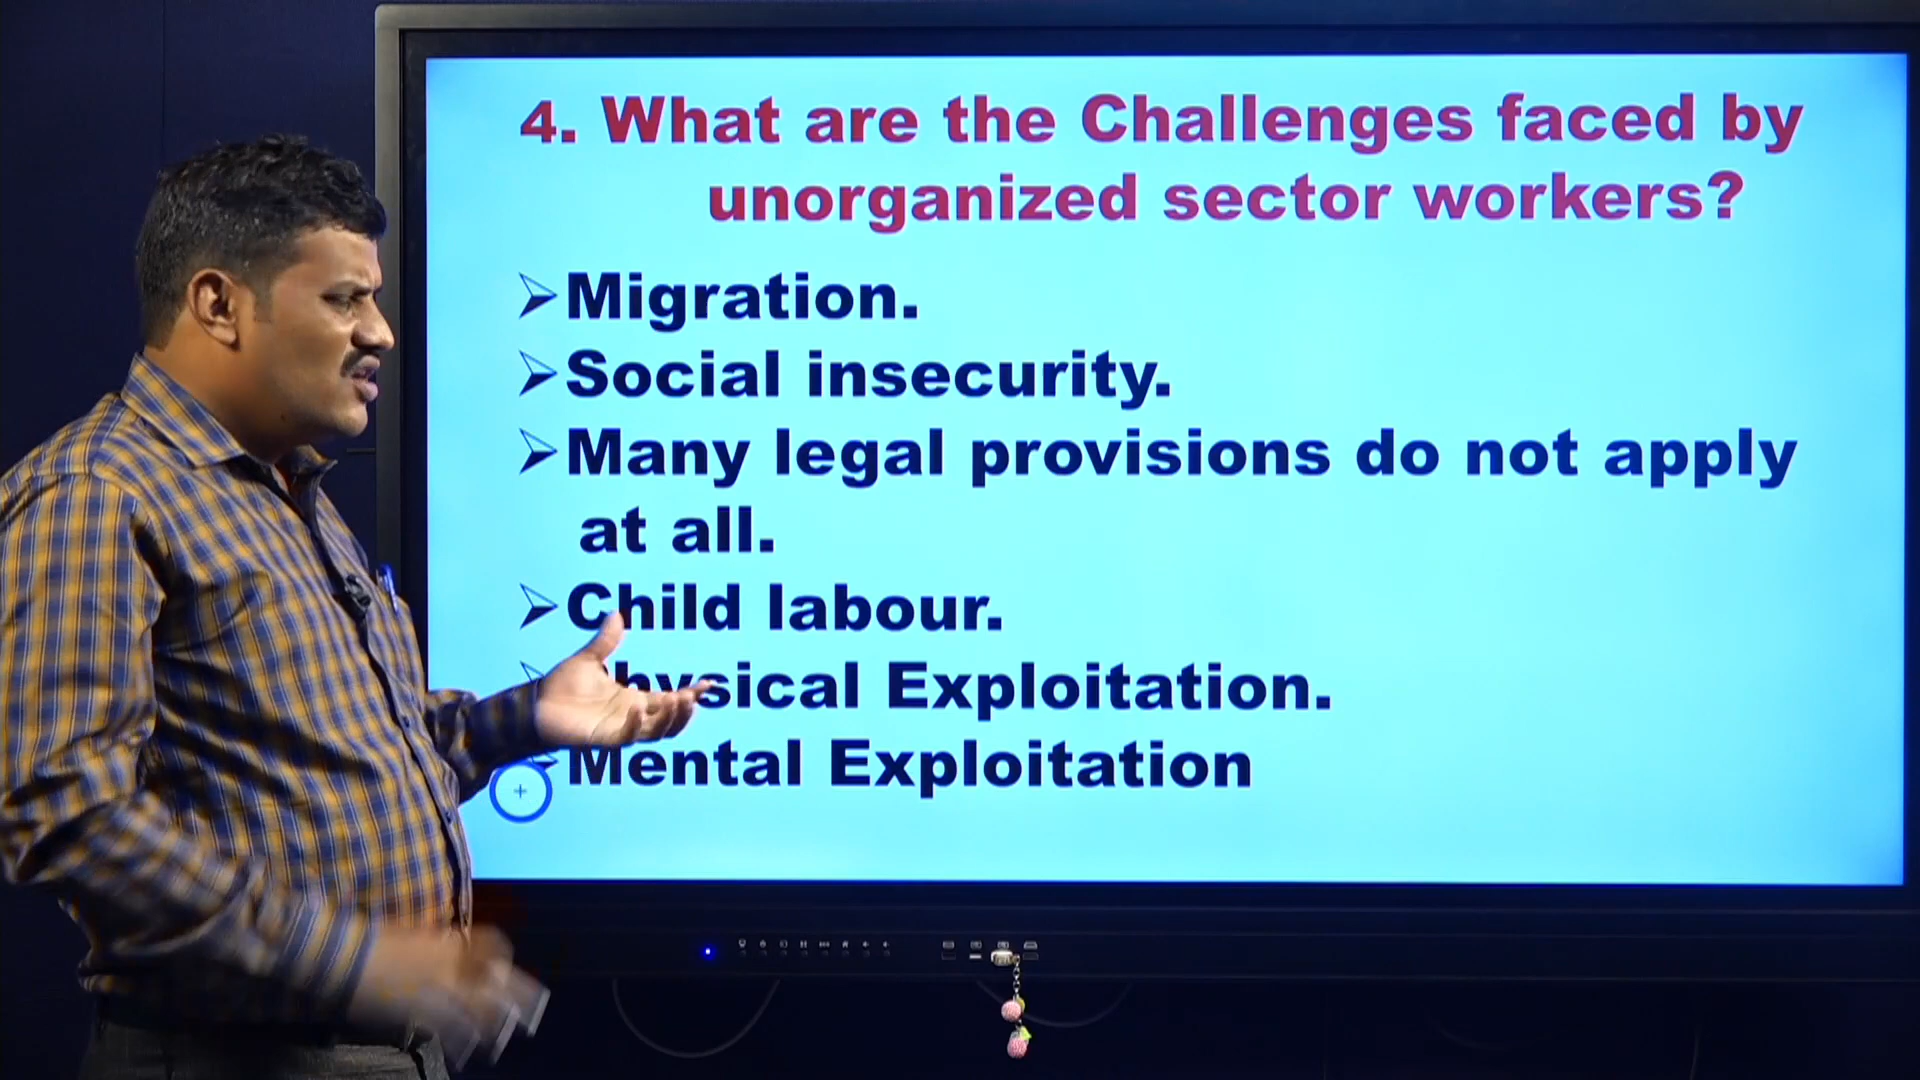 4. What are the Challenges faced by
unorganized sector workers?
Migration.
Social insecurity.
Many legal provisions do not apply
at all.
Child labour.
Physical Exploitation.
Mental Exploitation